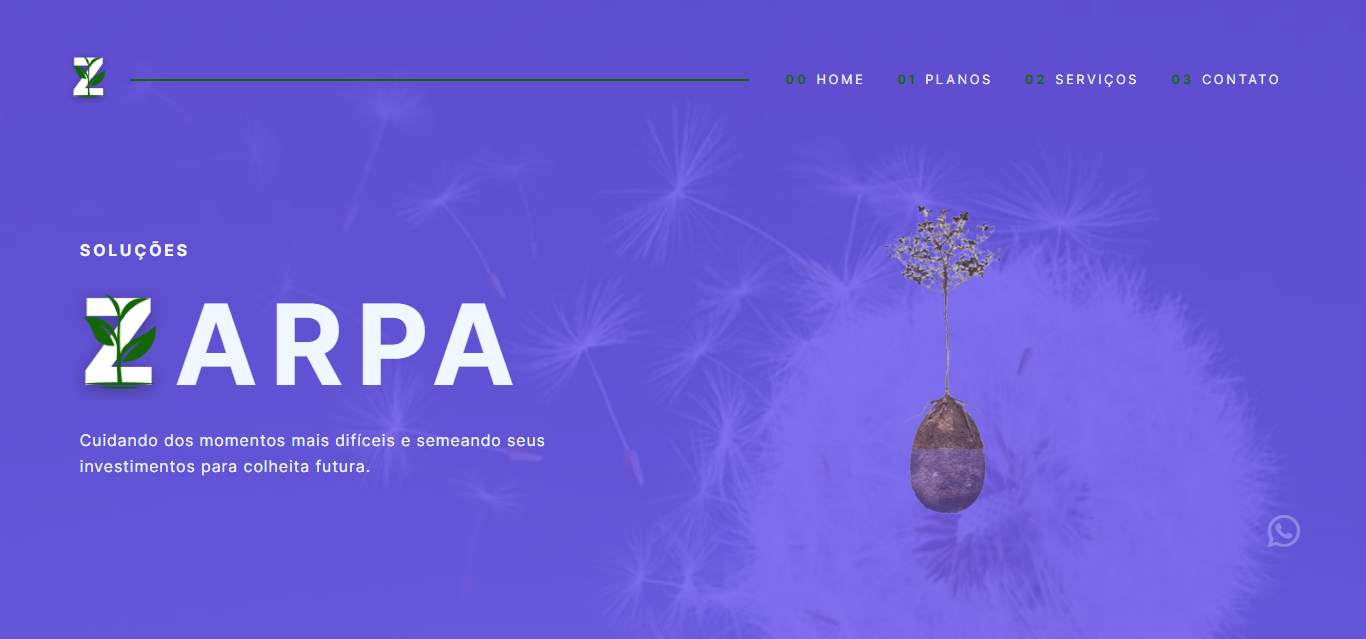 Z
00 HOME 01 PLANOS 02 SERVIÇOS 03 CONTATO
SOLUÇÕES
ZARPA
Cuidando dos momentos mais difíceis e semeando seus
investimentos para colheita futura.